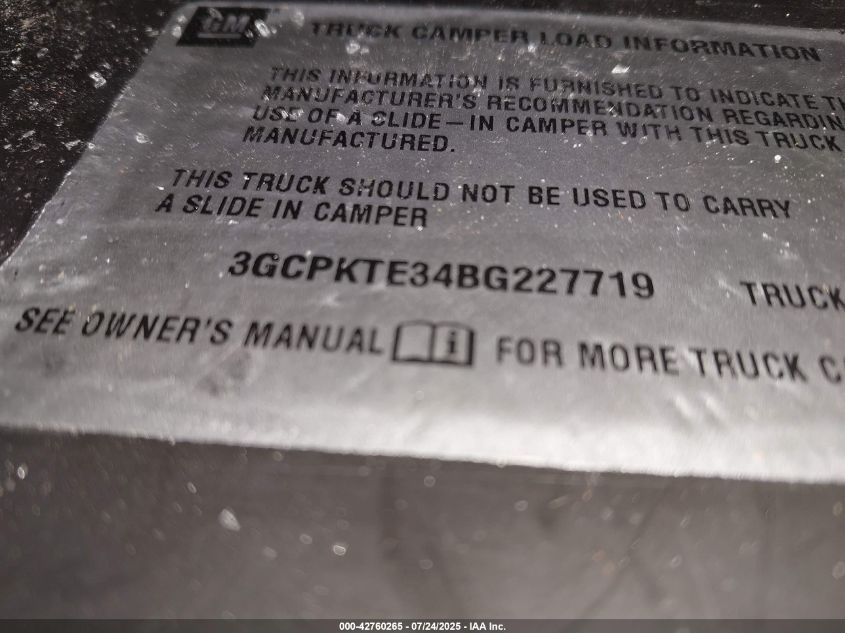 GM TRUCK CAMPER LOAD INFORMATION
THIS INFORMATION IS FURNISHED TO INDICATE
MANUFACTURER'S RECOMMENDATION
USE OF A SLIDE-IN CAMPER WITH THIS TRUCK
MANUFACTURED.
THIS TRUCK SHOULD NOT BE USED TO CARRY
A SLIDE IN CAMPER
3GCPKTE34BG227719 TRUCK
SEE OWNER'S MANUAL i FOR MORE TRUCK
000-42760265 - 07/24/2025 - IAA Inc.